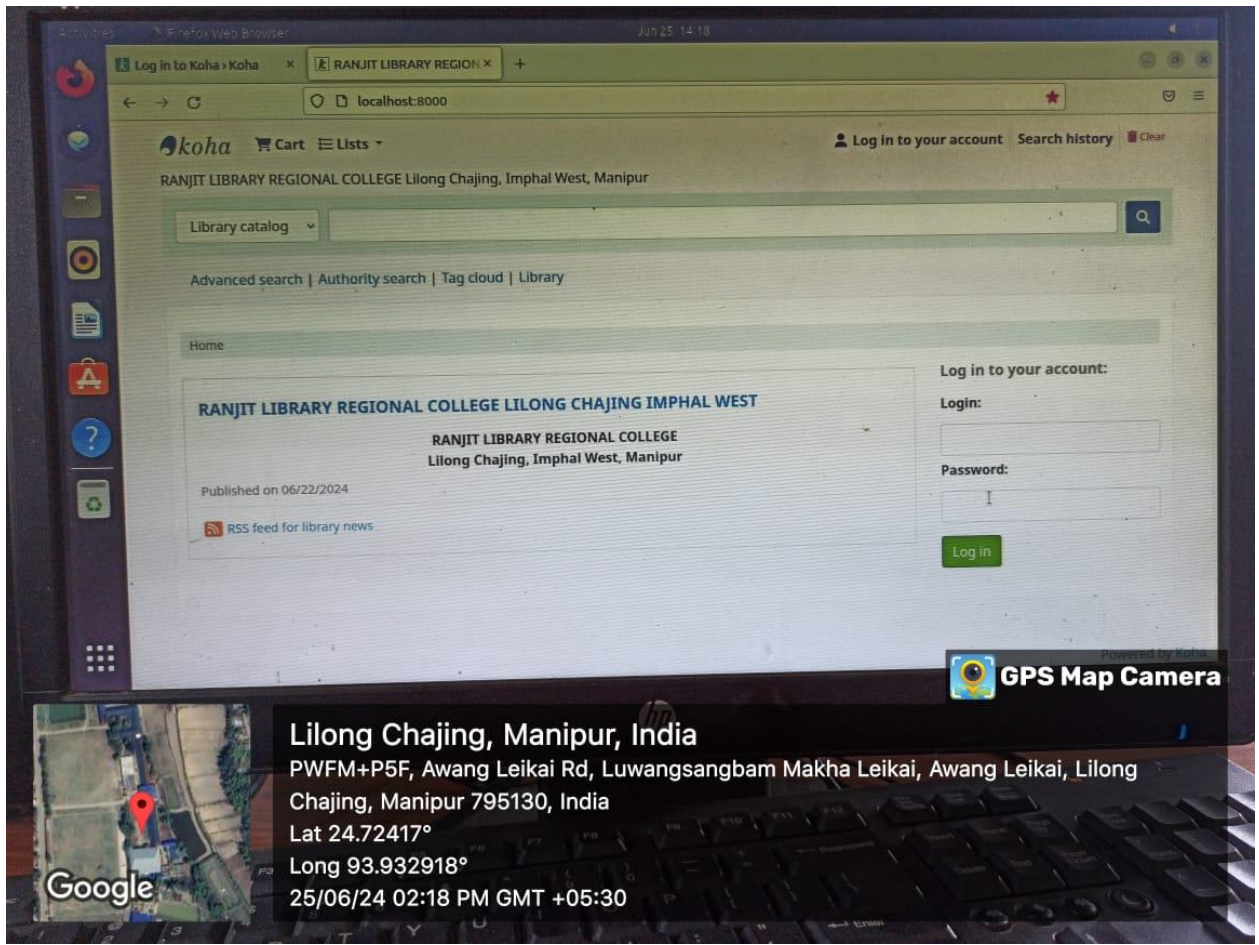 Activities Firefox Web Browser Jun 25 14:18
Log in to Koha › Koha × RANJIT LIBRARY REGION × +
localhost:8000
koha Cart Lists Log in to your account Search history Clear
RANJIT LIBRARY REGIONAL COLLEGE Lilong Chajing, Imphal West, Manipur
Library catalog
Advanced search | Authority search | Tag cloud | Library
Home
Log in to your account:
RANJIT LIBRARY REGIONAL COLLEGE LILONG CHAJING IMPHAL WEST
Login:
RANJIT LIBRARY REGIONAL COLLEGE
Lilong Chajing, Imphal West, Manipur
Password:
Published on 06/22/2024
RSS feed for library news
Log in
Powered by Koha
GPS Map Camera
hp
Lilong Chajing, Manipur, India
PWFM+P5F, Awang Leikai Rd, Luwangsangbam Makha Leikai, Awang Leikai, Lilong
Chajing, Manipur 795130, India
Lat 24.72417°
Long 93.932918°
25/06/24 02:18 PM GMT +05:30
Google